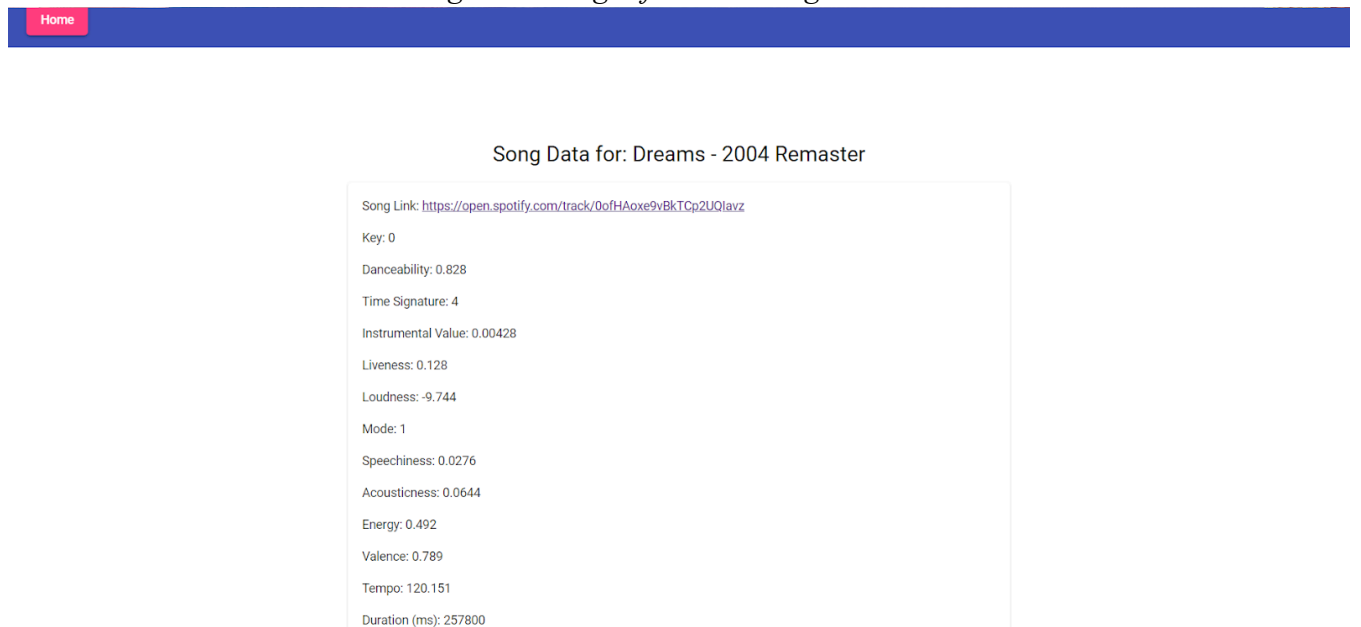 Home
Song Data for: Dreams - 2004 Remaster
Song Link: https://open.spotify.com/track/0ofHAoxe9vBkTCp2UQIavz
Key: 0
Danceability: 0.828
Time Signature: 4
Instrumental Value: 0.00428
Liveness: 0.128
Loudness: -9.744
Mode: 1
Speechiness: 0.0276
Acousticness: 0.0644
Energy: 0.492
Valence: 0.789
Tempo: 120.151
Duration (ms): 257800